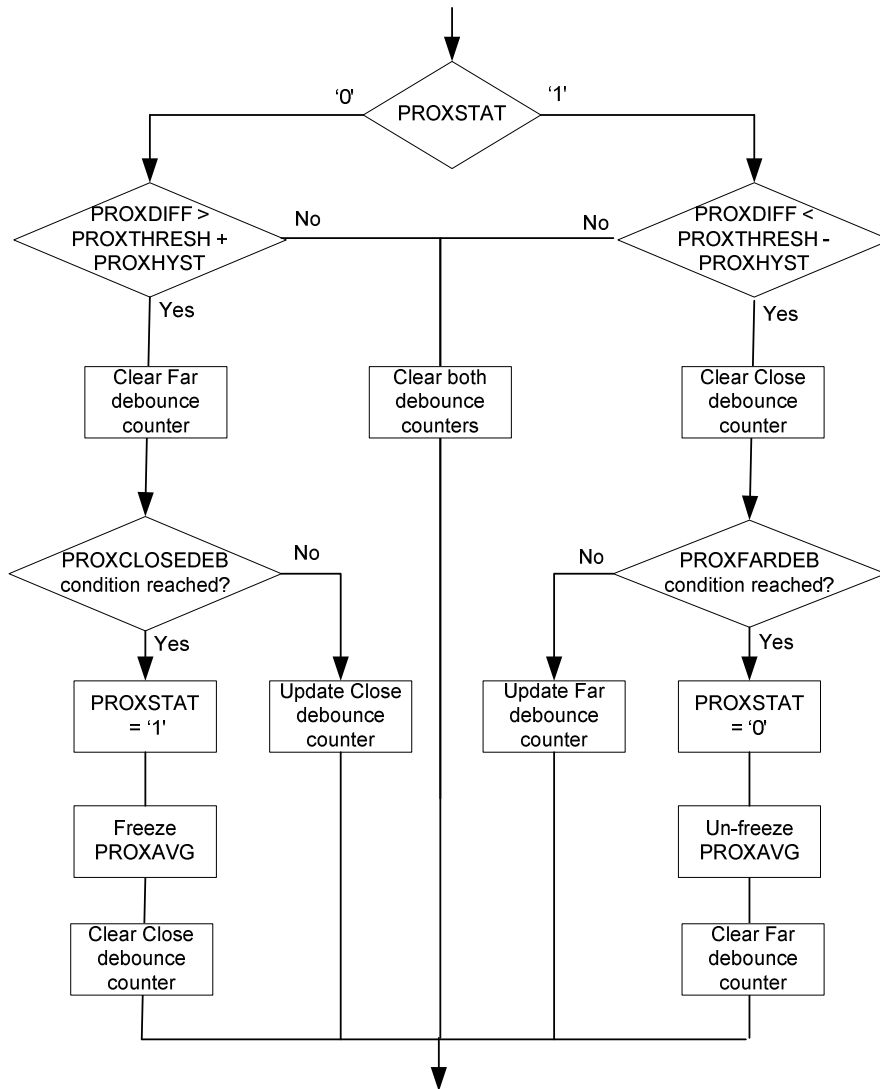 PROXSTAT
‘0’
‘1’
PROXDIFF >
PROXTHRESH +
PROXHYST
No
No
PROXDIFF <
PROXTHRESH -
PROXHYST
Yes
Yes
Clear Far
debounce
counter
Clear both
debounce
counters
Clear Close
debounce
counter
PROXCLOSEDEB
condition reached?
No
No
PROXFARDEB
condition reached?
Yes
Yes
PROXSTAT
= ‘1’
Update Close
debounce
counter
Update Far
debounce
counter
PROXSTAT
= ‘0’
Freeze
PROXAVG
Un-freeze
PROXAVG
Clear Close
debounce
counter
Clear Far
debounce
counter